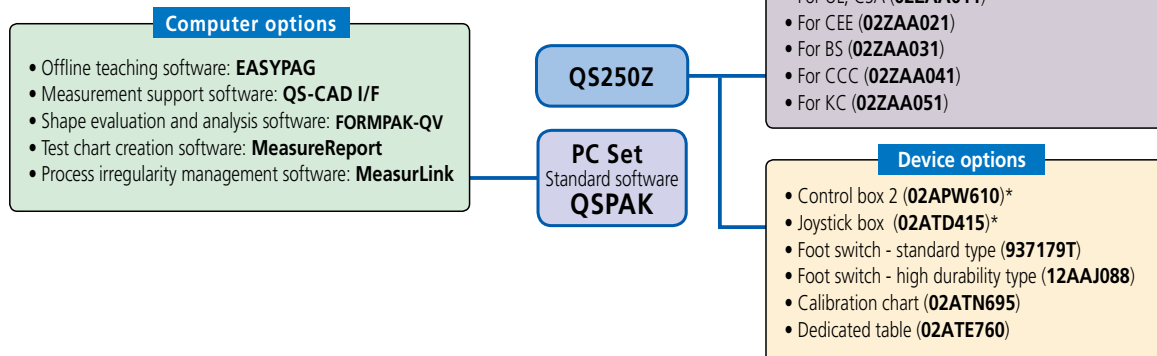 Computer options
• Offline teaching software: EASYPAG
• Measurement support software: QS-CAD I/F
• Shape evaluation and analysis software: FORMPAK-QV
• Test chart creation software: MeasureReport
• Process irregularity management software: MeasurLink
QS250Z
PC Set
Standard software
QSPAK
• For CEE (02ZAA021)
• For BS (02ZAA031)
• For CCC (02ZAA041)
• For KC (02ZAA051)
Device options
• Control box 2 (02APW610)*
• Joystick box (02ATD415)*
• Foot switch - standard type (937179T)
• Foot switch - high durability type (12AAJ088)
• Calibration chart (02ATN695)
• Dedicated table (02ATE760)